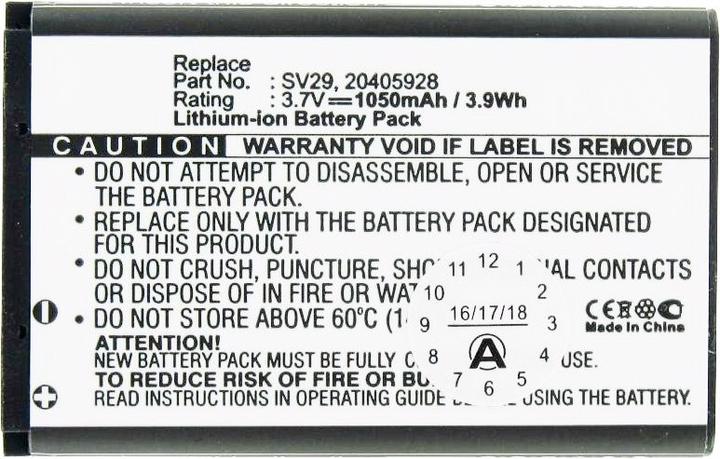 Replace
Part No. : SV29, 20405928
Rating : 3.7V 1050mAh / 3.9Wh
Lithium-ion Battery Pack
CAUTION WARRANTY VOID IF LABEL IS REMOVED
• DO NOT ATTEMPT TO DISASSEMBLE, OPEN OR SERVICE
THE BATTERY PACK.
• REPLACE ONLY WITH THE BATTERY PACK DESIGNATED
FOR THIS PRODUCT.
• DO NOT CRUSH, PUNCTURE, CONTACTS
OR DISPOSE OF IN FIRE OR
• DO NOT STORE ABOVE 60°C
ATTENTION!
NEW BATTERY PACK MUST BE FULLY USE.
TO REDUCE RISK OF FIRE OR
READ INSTRUCTIONS IN OPERATING GUIDE USING THE BATTERY.
11 12 1
10 2
9 16/17/18 3
8 A 4
7 6 5
CE
Made In China